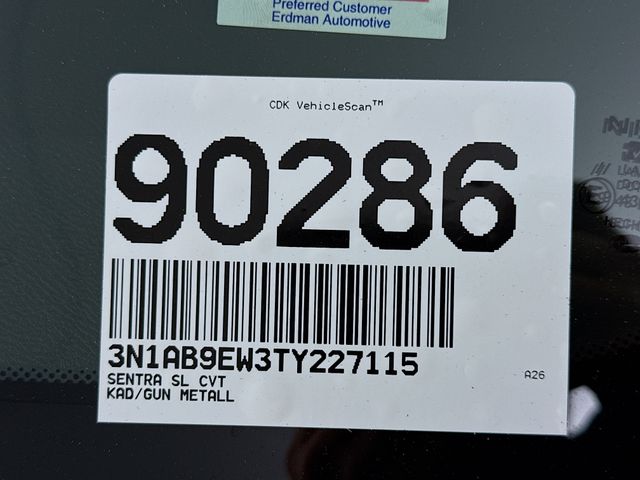 Preferred Customer
Erdman Automotive
CDK VehicleScan™
90286
3N1AB9EW3TY227115
SENTRA SL CVT
A26
KAD/GUN METALL